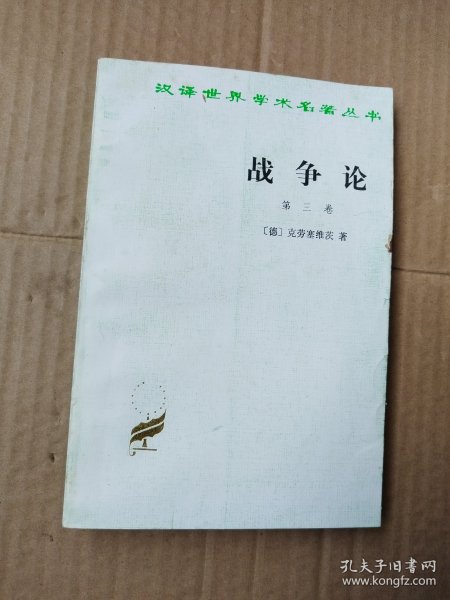 汉译世界学术名著丛书
战争论
第三卷
〔德〕克劳塞维茨 著
孔夫子旧书网
www.kongfz.com